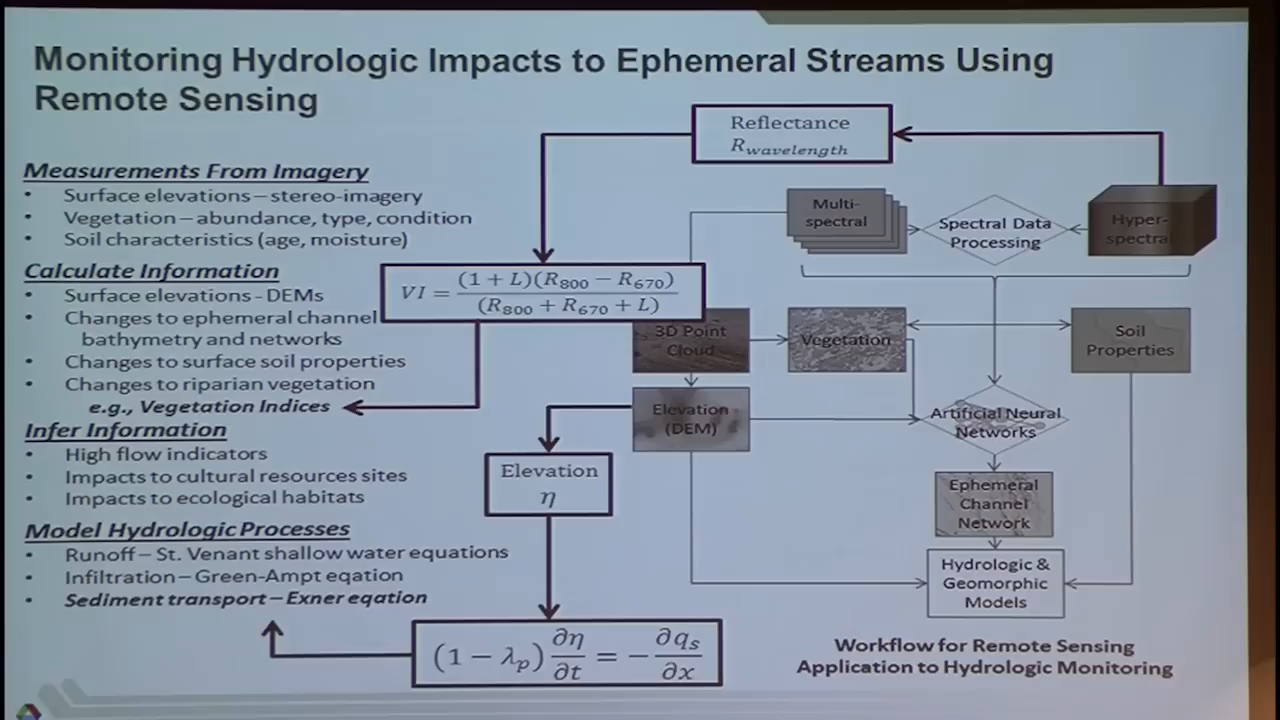 Monitoring Hydrologic Impacts to Ephemeral Streams Using
Remote Sensing
Measurements From Imagery
• Surface elevations – stereo-imagery
• Vegetation – abundance, type, condition
• Soil characteristics (age, moisture)
Calculate Information
• Surface elevations - DEMs
• Changes to ephemeral channel
bathymetry and networks
• Changes to surface soil properties
• Changes to riparian vegetation
e.g., Vegetation Indices
Infer Information
• High flow indicators
• Impacts to cultural resources sites
• Impacts to ecological habitats
Model Hydrologic Processes
• Runoff – St. Venant shallow water equations
• Infiltration – Green-Ampt eqation
• Sediment transport – Exner eqation
Reflectance
R_wavelength
VI = (1 + L)(R_800 − R_670) / (R_800 + R_670 + L)
Elevation
η
(1 − λ_p) ∂η/∂t = − ∂q_s/∂x
Multi-
spectral
Spectral Data
Processing
Hyper-
spectral
3D Point
Cloud
Vegetation
Soil
Properties
Elevation
(DEM)
Artificial Neural
Networks
Ephemeral
Channel
Network
Hydrologic &
Geomorphic
Models
Workflow for Remote Sensing
Application to Hydrologic Monitoring